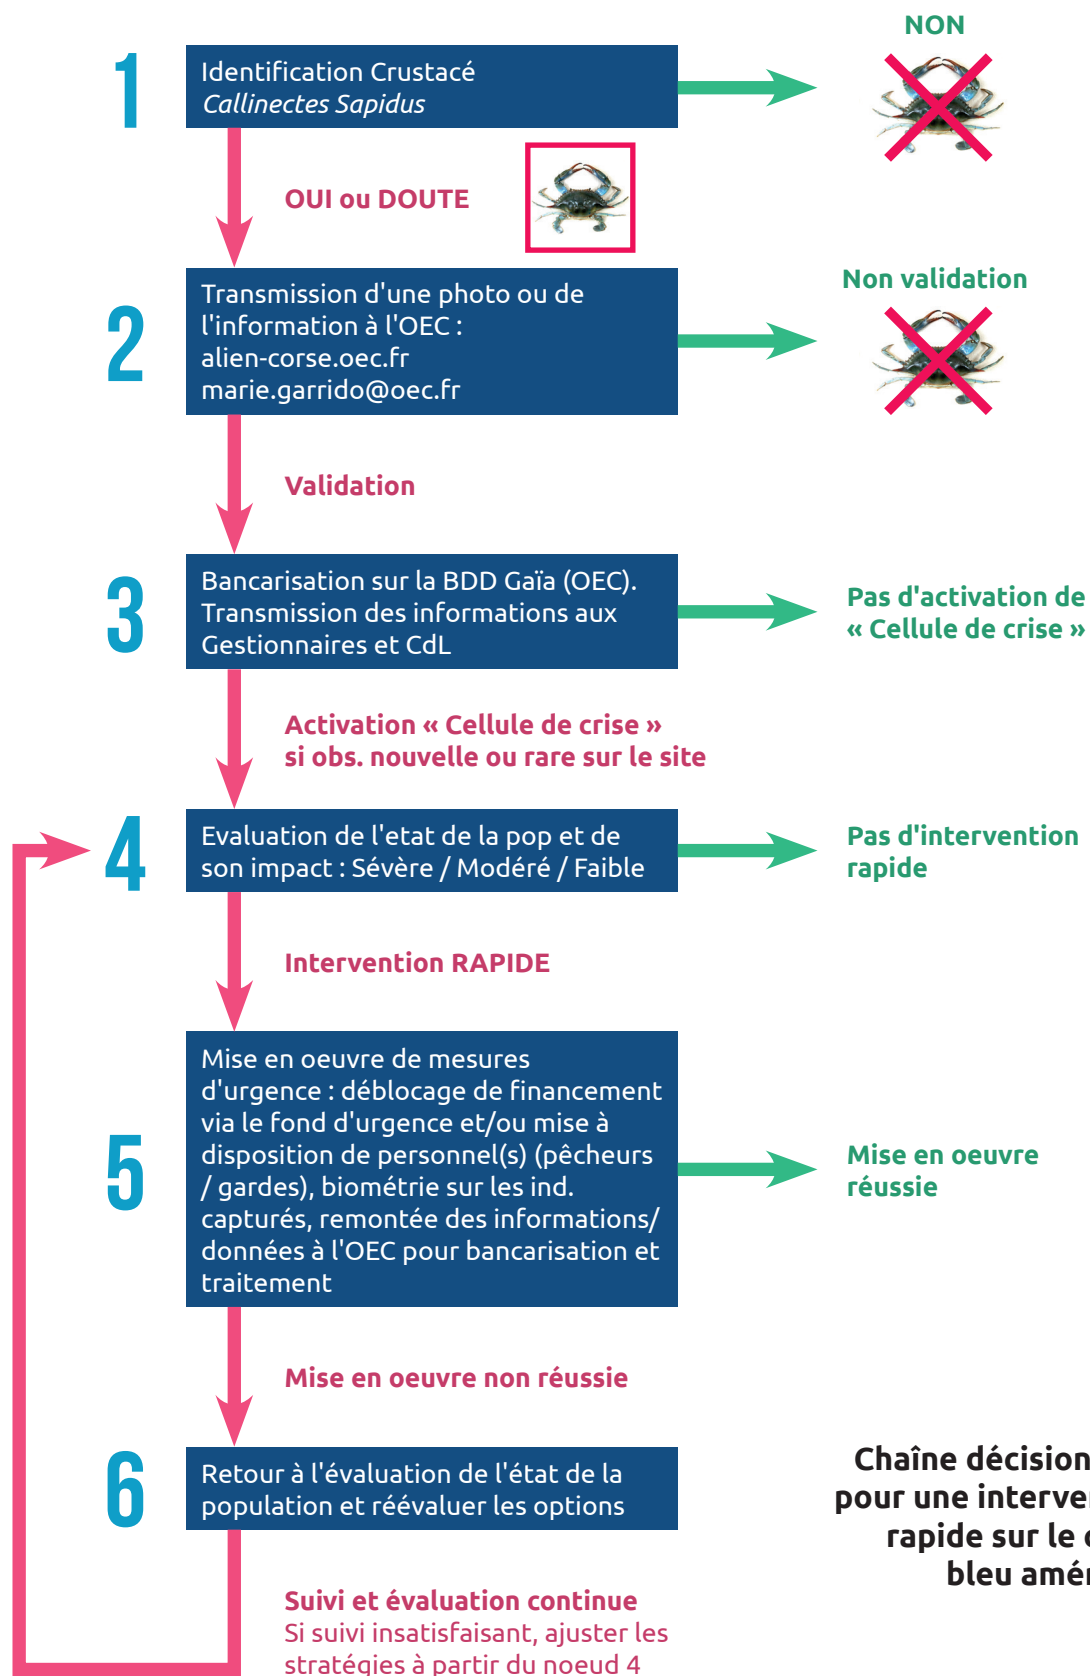 NON
1
Identification Crustacé
Callinectes Sapidus
OUI ou DOUTE
2
Transmission d'une photo ou de
l'information à l'OEC :
alien-corse.oec.fr
marie.garrido@oec.fr
Non validation
Validation
3
Bancarisation sur la BDD Gaïa (OEC).
Transmission des informations aux
Gestionnaires et CdL
Pas d'activation de
« Cellule de crise »
Activation « Cellule de crise »
si obs. nouvelle ou rare sur le site
4
Evaluation de l'etat de la pop et de
son impact : Sévère / Modéré / Faible
Pas d'intervention
rapide
Intervention RAPIDE
5
Mise en oeuvre de mesures
d'urgence : déblocage de financement
via le fond d'urgence et/ou mise à
disposition de personnel(s) (pêcheurs
/ gardes), biométrie sur les ind.
capturés, remontée des informations/
données à l'OEC pour bancarisation et
traitement
Mise en oeuvre
réussie
Mise en oeuvre non réussie
6
Retour à l'évaluation de l'état de la
population et réévaluer les options
Chaîne décision
pour une interven
rapide sur le
bleu amér
Suivi et évaluation continue
Si suivi insatisfaisant, ajuster les
stratégies à partir du noeud 4